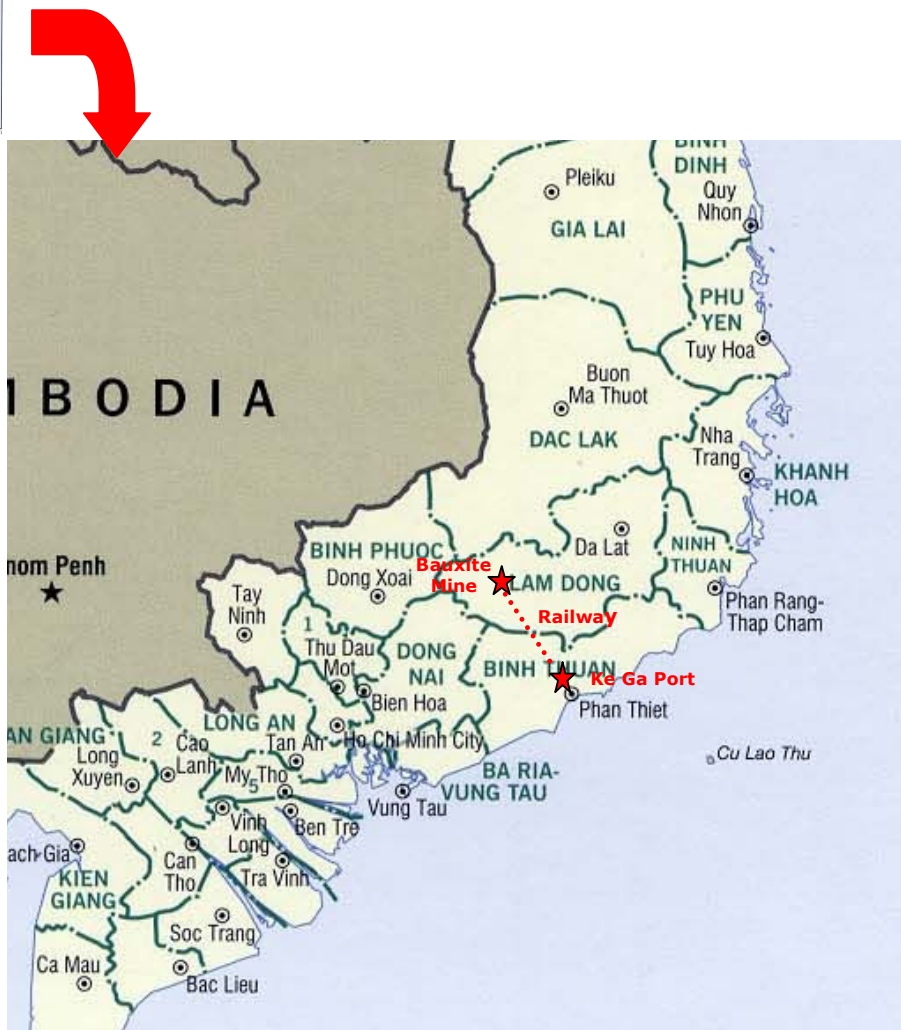 BINH
DINH
Pleiku
Quy
Nhon
GIA LAI
PHU
YEN
Tuy Hoa
MBODIA
Buon
Ma Thuot
DAC LAK
Nha
Trang
KHANH
HOA
BINH PHUOC
Da Lat
NINH
THUAN
nom Penh
Bauxite
Mine
Dong Xoai
LAM DONG
Tay
Ninh
Phan Rang-
Thap Cham
Railway
1
Thu Dau
Mot
DONG
NAI
BINH THUAN
Ke Ga Port
Bien Hoa
Phan Thiet
LONG AN
AN GIANG
2
Cao
Lanh
Tan An
Ho Chi Minh City
Long
Xuyen
Cu Lao Thu
My Tho
5
BA RIA-
VUNG TAU
Vung Tau
Vinh
Long
Ben Tre
ach Gia
Can
Tho
Tra Vinh
KIEN
GIANG
Soc Trang
Ca Mau
Bac Lieu